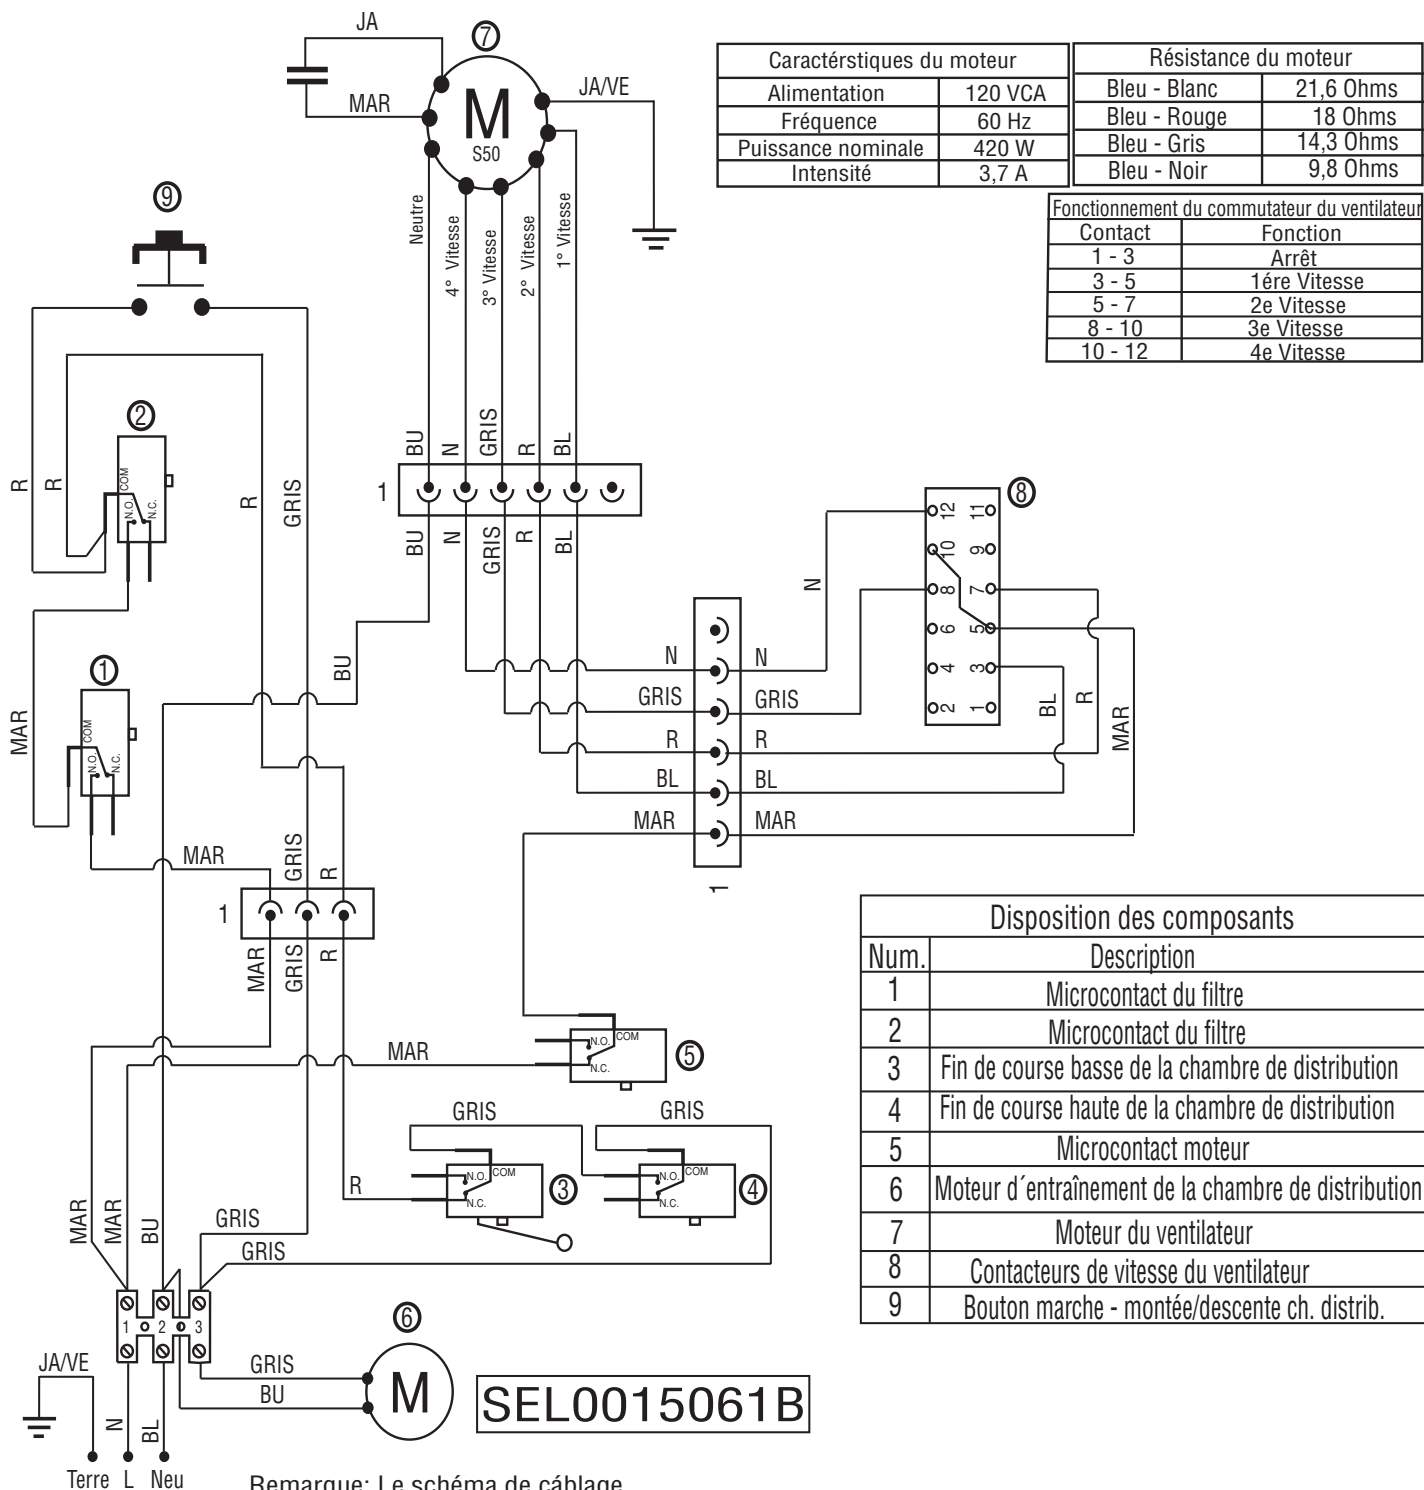 JA
7
MAR
M
S50
JA/VE
Caractérstiques du moteur
Alimentation 120 VCA
Fréquence 60 Hz
Puissance nominale 420 W
Intensité 3,7 A
Résistance du moteur
Bleu - Blanc 21,6 Ohms
Bleu - Rouge 18 Ohms
Bleu - Gris 14,3 Ohms
Bleu - Noir 9,8 Ohms
Fonctionnement du commutateur du ventilateur
Contact Fonction
1 - 3 Arrêt
3 - 5 1ére Vitesse
5 - 7 2e Vitesse
8 - 10 3e Vitesse
10 - 12 4e Vitesse
9
Neutre
4° Vitesse
3° Vitesse
2° Vitesse
1° Vitesse
2
R
R
COM
N.O.
N.C.
R
GRIS
BU
N
GRIS
R
BL
1
BU
N
GRIS
R
BL
8
12 11
10 9
8 7
6 5
4 3
2 1
N
BL
R
MAR
BU
N N
GRIS GRIS
R R
BL BL
MAR MAR
1
1
MAR
COM
N.O.
N.C.
MAR
GRIS
R
1
MAR
GRIS
R
MAR
N.O.
COM
N.C.
5
GRIS
GRIS
R
N.O.
COM
N.C.
3
N.O.
COM
N.C.
4
MAR
MAR
BU
GRIS
GRIS
1 2 3
6
GRIS
BU
M
JA/VE
N
BL
Terre L Neu
SEL0015061B
Disposition des composants
Num. Description
1 Microcontact du filtre
2 Microcontact du filtre
3 Fin de course basse de la chambre de distribution
4 Fin de course haute de la chambre de distribution
5 Microcontact moteur
6 Moteur d´entraînement de la chambre de distribution
7 Moteur du ventilateur
8 Contacteurs de vitesse du ventilateur
9 Bouton marche - montée/descente ch. distrib.
Remarque: Le schéma de câblage